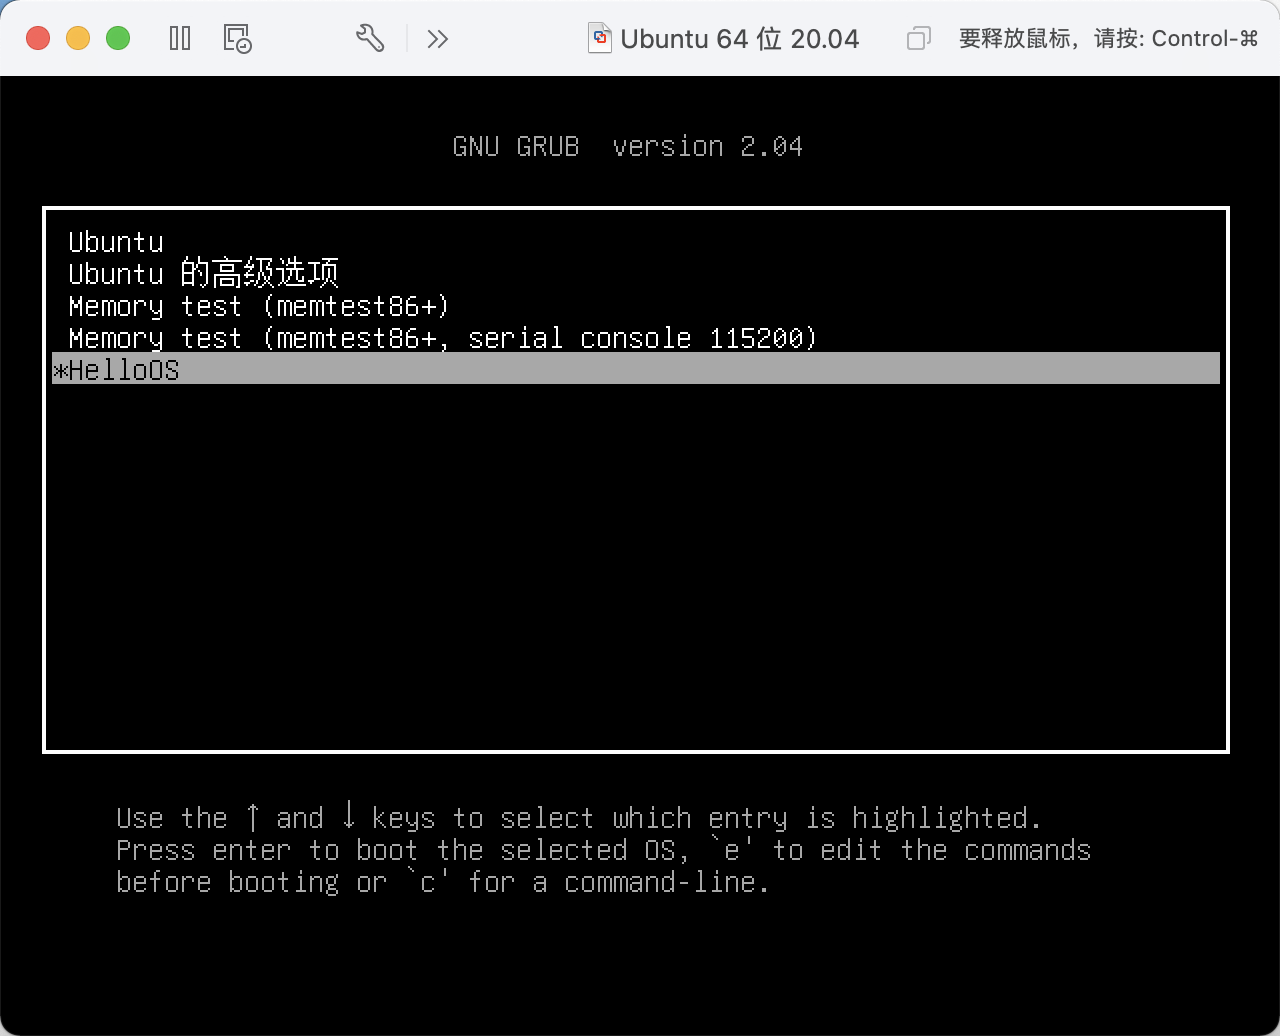 Ubuntu 64 位 20.04
要释放鼠标，请按: Control-⌘
GNU GRUB  version 2.04
Ubuntu
Ubuntu 的高级选项
Memory test (memtest86+)
Memory test (memtest86+, serial console 115200)
*HelloOS
Use the ↑ and ↓ keys to select which entry is highlighted.
Press enter to boot the selected OS, `e' to edit the commands
before booting or `c' for a command-line.